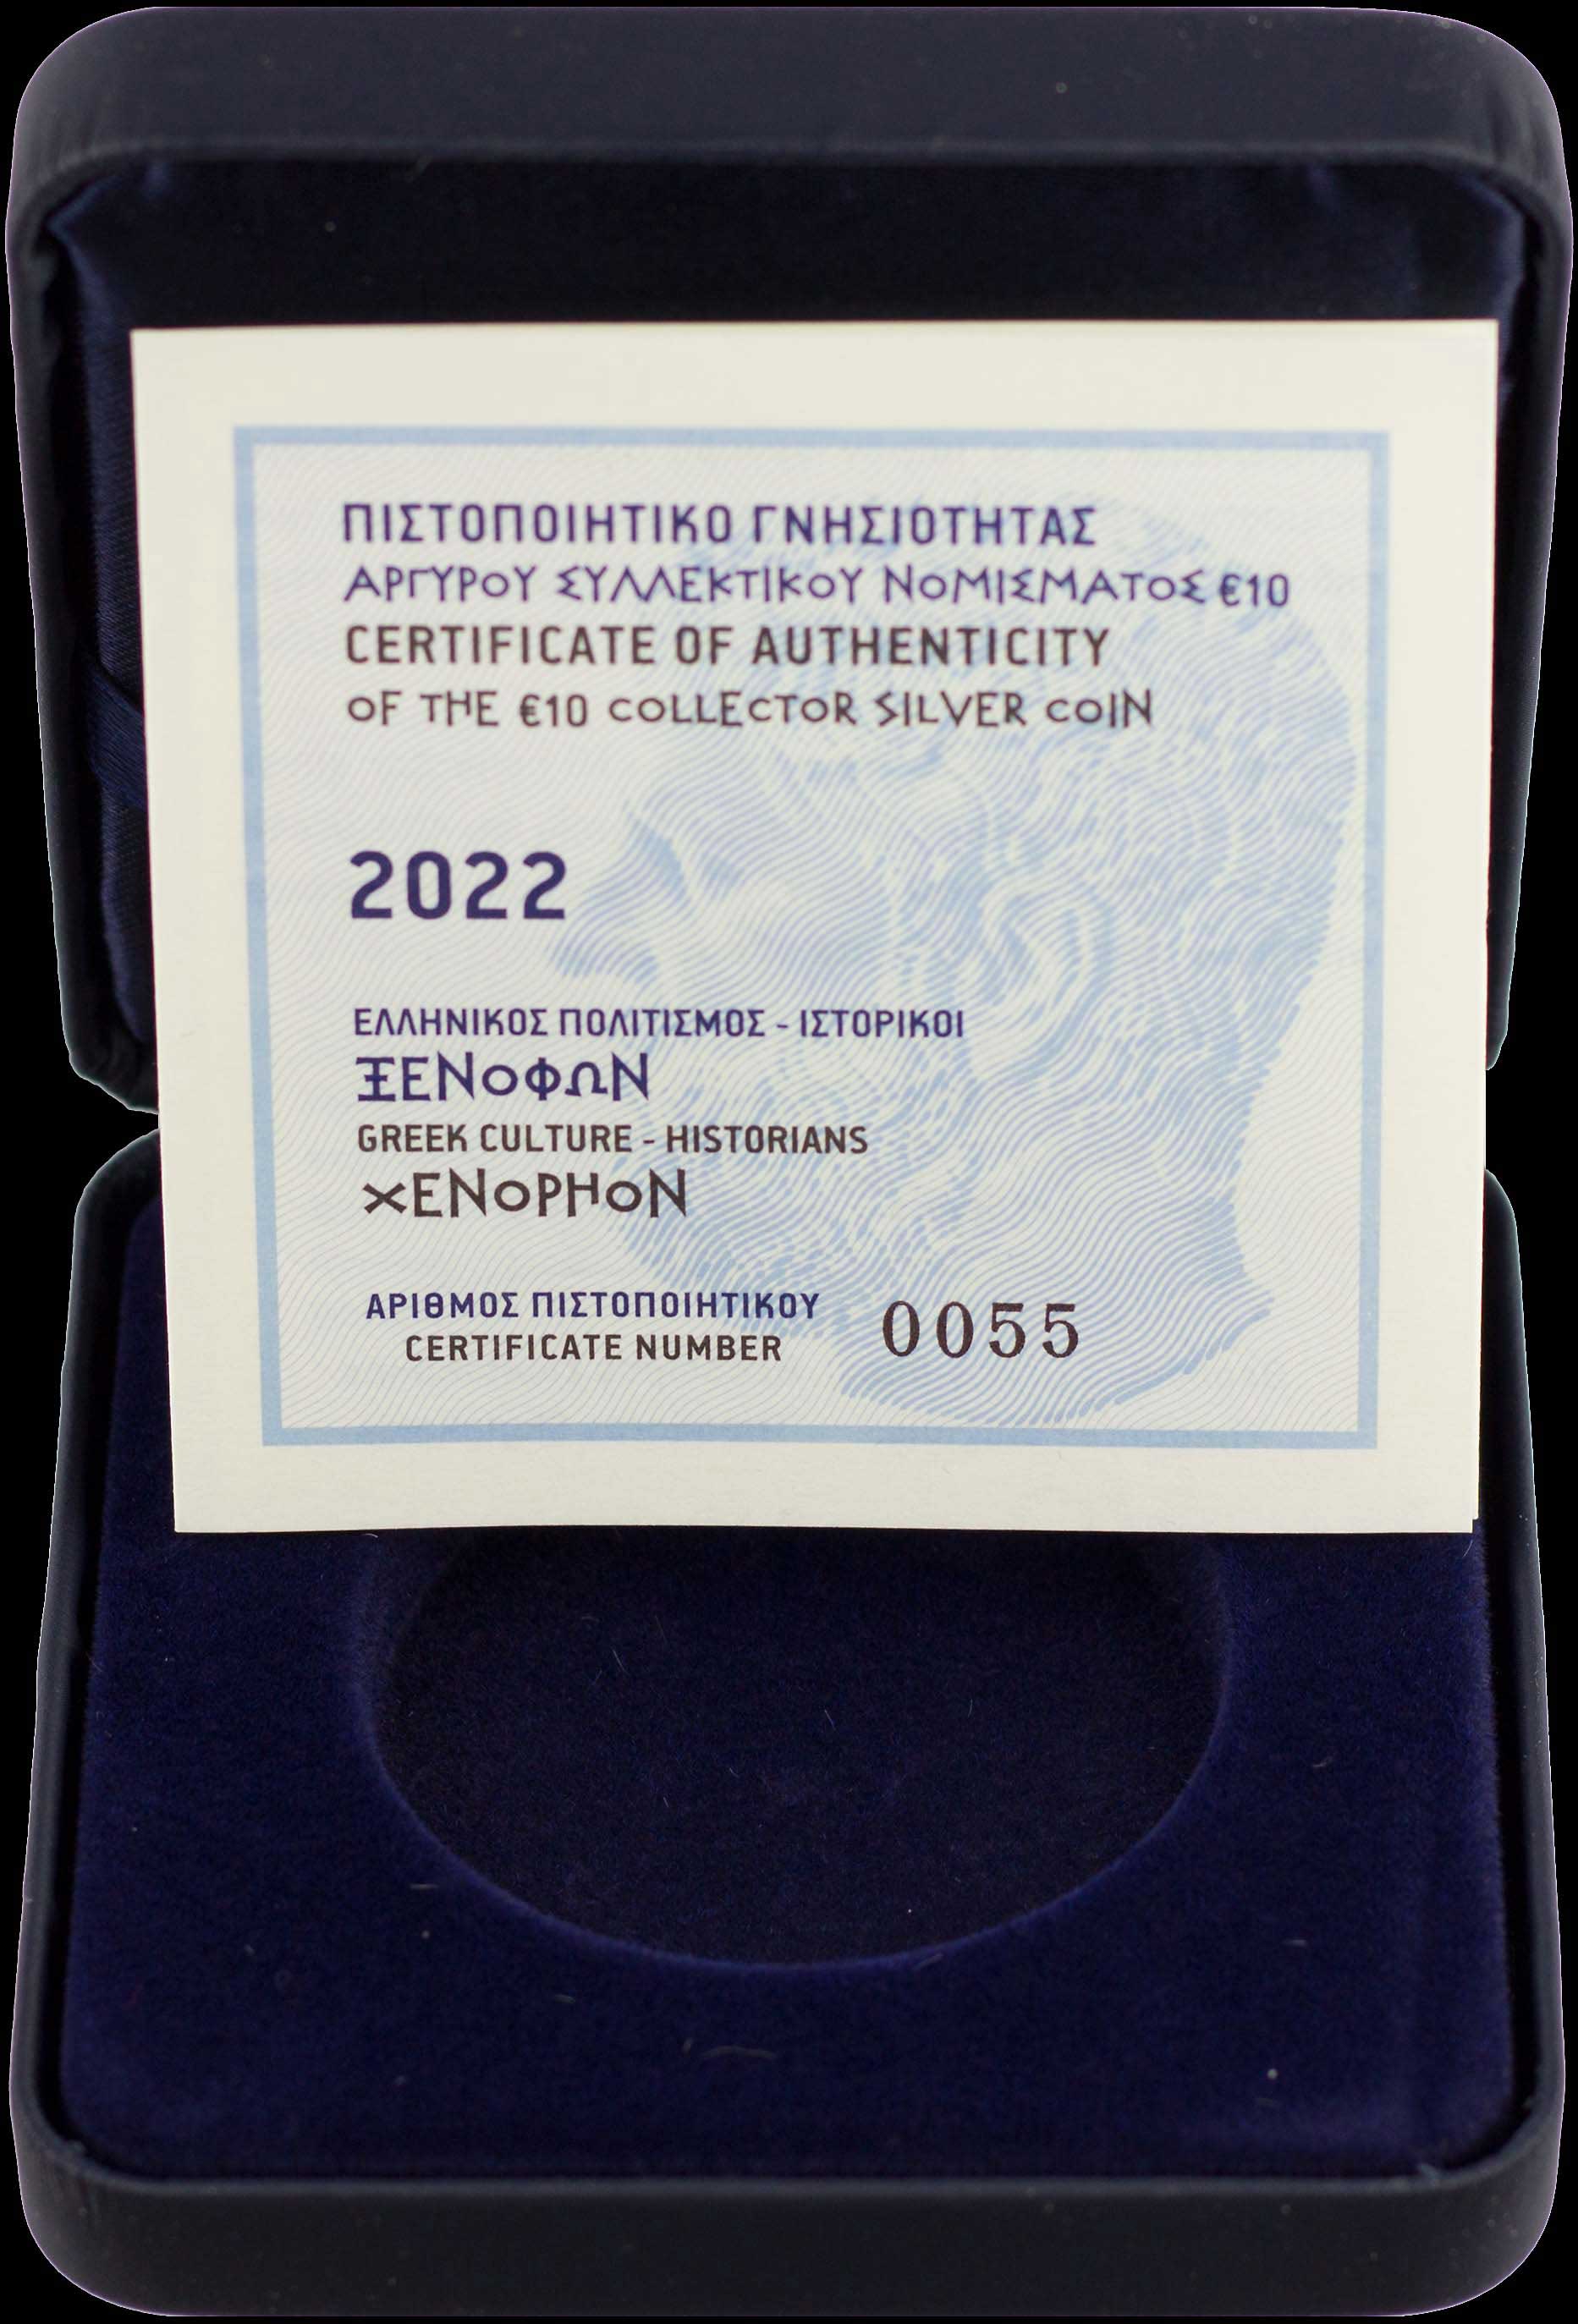 ΠΙΣΤΟΠΟΙΗΤΙΚΟ ΓΝΗΣΙΟΤΗΤΑΣ
ΑΡΓΥΡΟΥ ΣΥΛΛΕΚΤΙΚΟΥ ΝΟΜΙΣΜΑΤΟΣ €10
CERTIFICATE OF AUTHENTICITY
OF THE €10 COLLECTOR SILVER COIN
2022
ΕΛΛΗΝΙΚΟΣ ΠΟΛΙΤΙΣΜΟΣ - ΙΣΤΟΡΙΚΟΙ
ΞΕΝΟΦΩΝ
GREEK CULTURE - HISTORIANS
XENOPHON
ΑΡΙΘΜΟΣ ΠΙΣΤΟΠΟΙΗΤΙΚΟΥ
CERTIFICATE NUMBER
0055